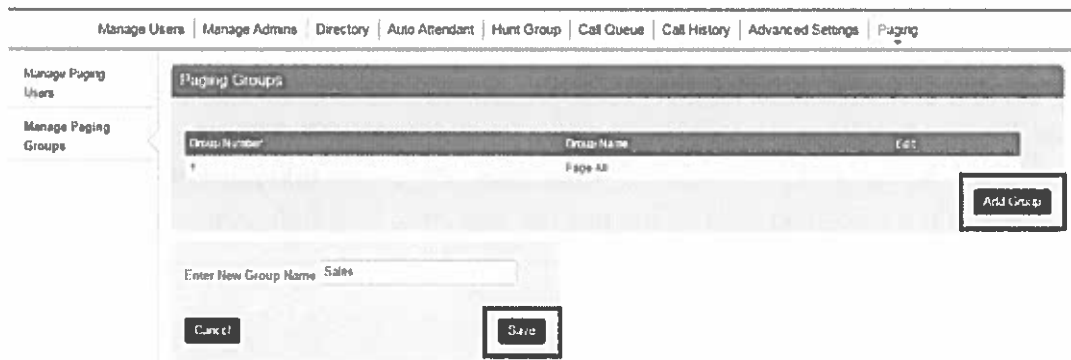 Manage Users | Manage Admins | Directory | Auto Attendant | Hunt Group | Call Queue | Call History | Advanced Settings | Paging
Manage Paging
Users
Manage Paging
Groups
Paging Groups
Group Number Group Name Edit
1 Page All
Add Group
Enter New Group Name Sales
Cancel Save